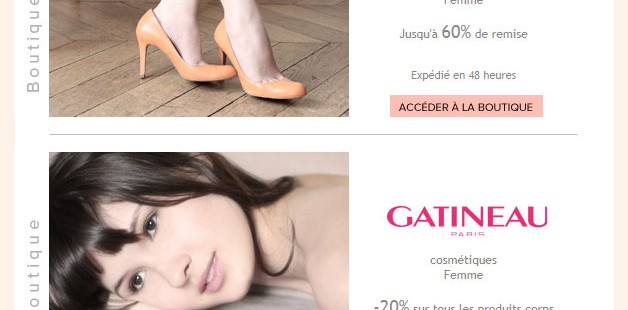 Boutique
Femme
Jusqu'à 60% de remise
Expédié en 48 heures
ACCÉDER À LA BOUTIQUE
outique
GATINEAU
PARIS
cosmétiques
Femme
-20% sur tous les produits corps